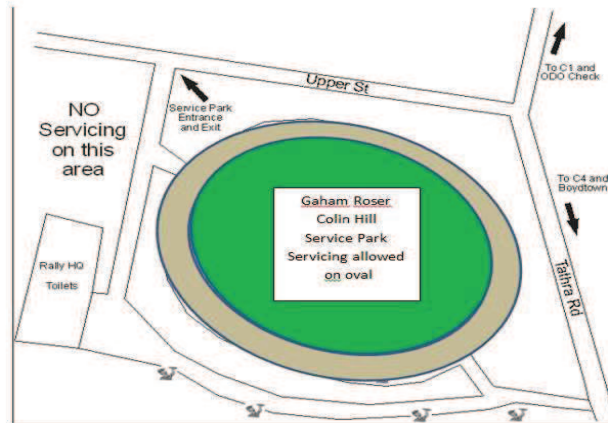 To C1 and
ODO Check
Upper St
NO
Servicing
on this
area
Service Park
Entrance
and Exit
To C4 and
Boydtown
Gaham Roser
Colin Hill
Service Park
Servicing allowed
on oval
Tathra Rd
Rally HQ
Toilets